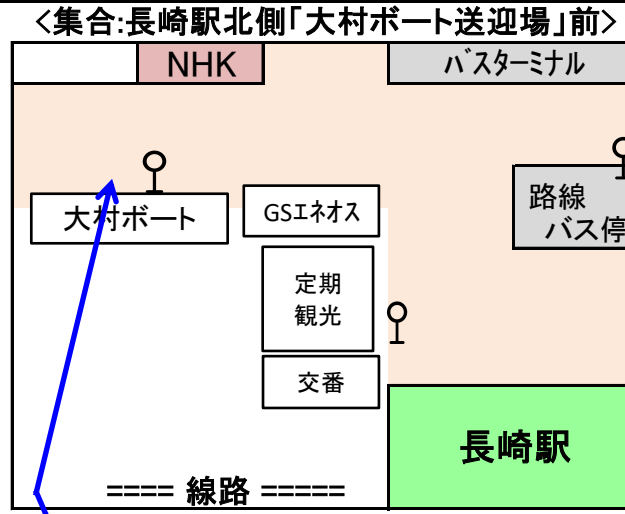 <集合:長崎駅北側「大村ボート送迎場」前>
NHK
バスターミナル
大村ボート
GSエネオス
路線
バス停
定期
観光
交番
長崎駅
==== 線路 =====